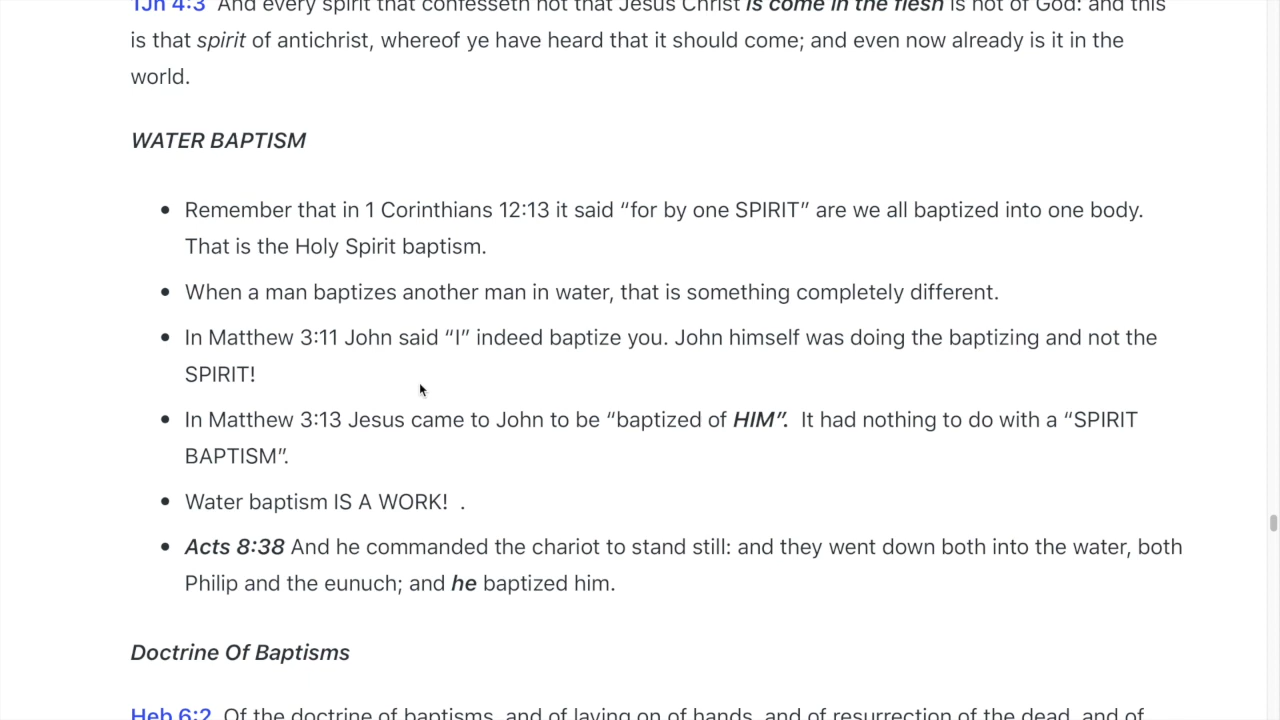 1Jn 4:3 And every spirit that confesseth not that Jesus Christ is come in the flesh is not of God: and this
is that spirit of antichrist, whereof ye have heard that it should come; and even now already is it in the
world.
WATER BAPTISM
• Remember that in 1 Corinthians 12:13 it said “for by one SPIRIT” are we all baptized into one body.
That is the Holy Spirit baptism.
• When a man baptizes another man in water, that is something completely different.
• In Matthew 3:11 John said “I” indeed baptize you. John himself was doing the baptizing and not the
SPIRIT!
• In Matthew 3:13 Jesus came to John to be “baptized of HIM”. It had nothing to do with a “SPIRIT
BAPTISM”.
• Water baptism IS A WORK! .
• Acts 8:38 And he commanded the chariot to stand still: and they went down both into the water, both
Philip and the eunuch; and he baptized him.
Doctrine Of Baptisms
Heb 6:2 Of the doctrine of baptisms, and of laying on of hands, and of resurrection of the dead, and of